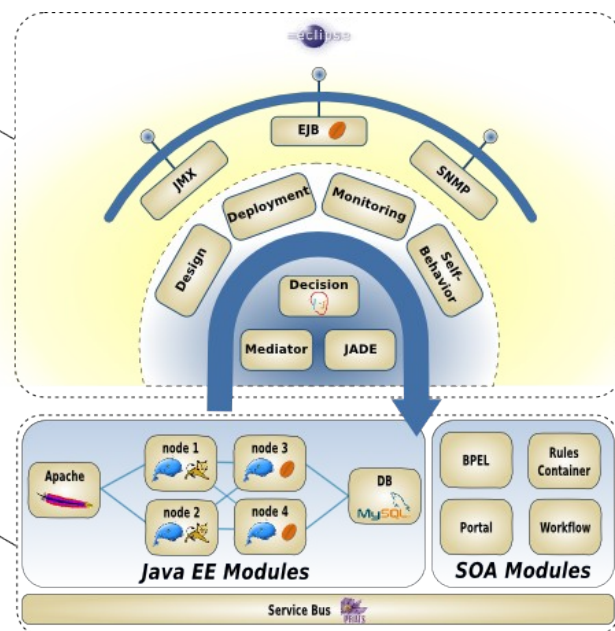 eclipse
EJB
JMX
SNMP
Deployment
Monitoring
Design
Self-
Behavior
Decision
Mediator
JADE
Apache
node 1
node 3
node 2
node 4
DB
MySQL
BPEL
Rules
Container
Portal
Workflow
Java EE Modules
SOA Modules
Service Bus
PEtALS